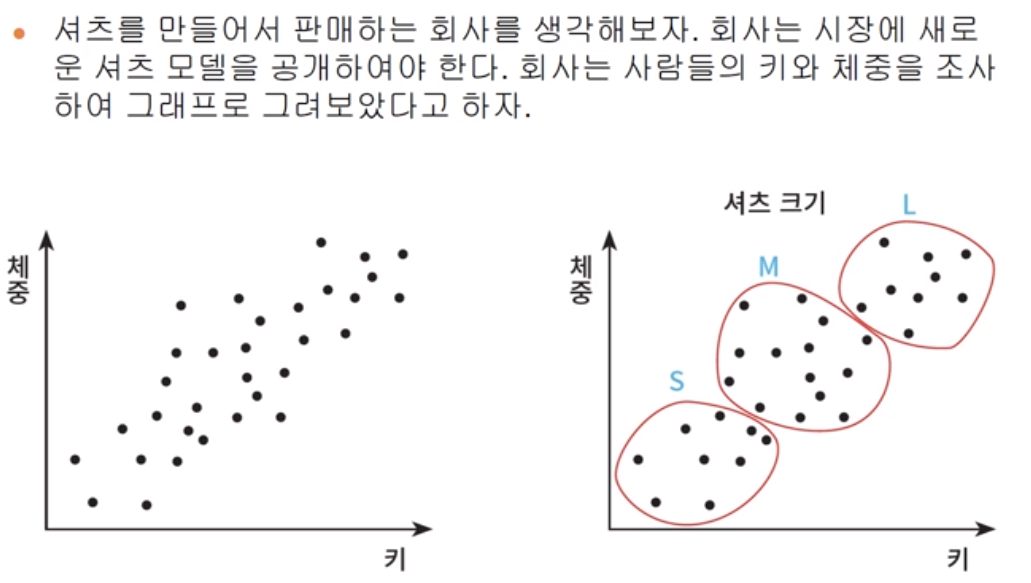 셔츠를 만들어서 판매하는 회사를 생각해보자. 회사는 시장에 새로
운 셔츠 모델을 공개하여야 한다. 회사는 사람들의 키와 체중을 조사
하여 그래프로 그려보았다고 하자.
체중
키
셔츠 크기
L
M
S
체중
키